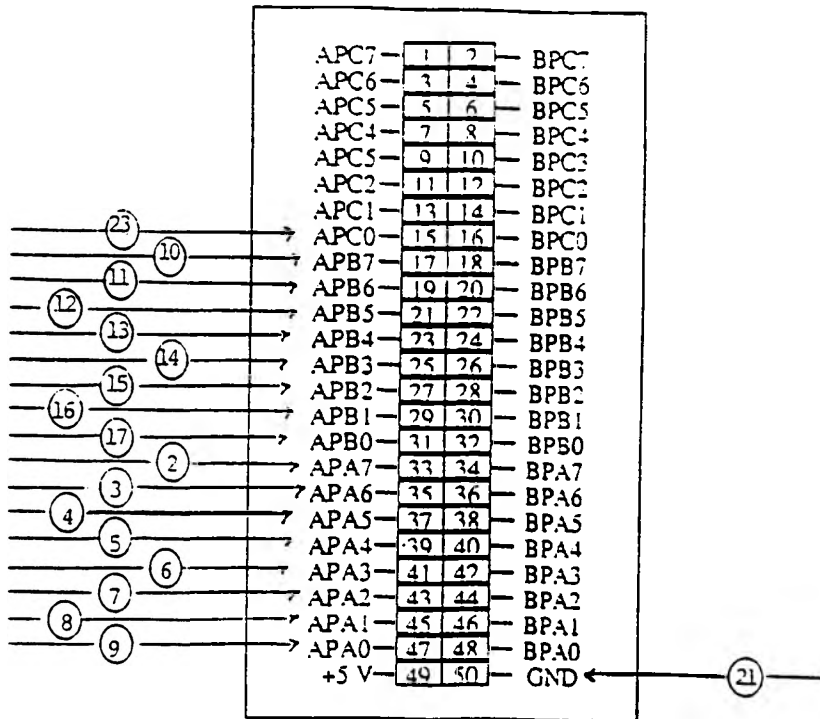 APC7 1 2 BPC7
APC6 3 4 BPC6
APC5 5 6 BPC5
APC4 7 8 BPC4
APC5 9 10 BPC3
APC2 11 12 BPC2
APC1 13 14 BPC1
23 APC0 15 16 BPC0
10 APB7 17 18 BPB7
11 APB6 19 20 BPB6
12 APB5 21 22 BPB5
13 APB4 23 24 BPB4
14 APB3 25 26 BPB3
15 APB2 27 28 BPB2
16 APB1 29 30 BPB1
17 APB0 31 32 BPB0
2 APA7 33 34 BPA7
3 APA6 35 36 BPA6
4 APA5 37 38 BPA5
5 APA4 39 40 BPA4
6 APA3 41 42 BPA3
7 APA2 43 44 BPA2
8 APA1 45 46 BPA1
9 APA0 47 48 BPA0
+5 V 49 50 GND 21